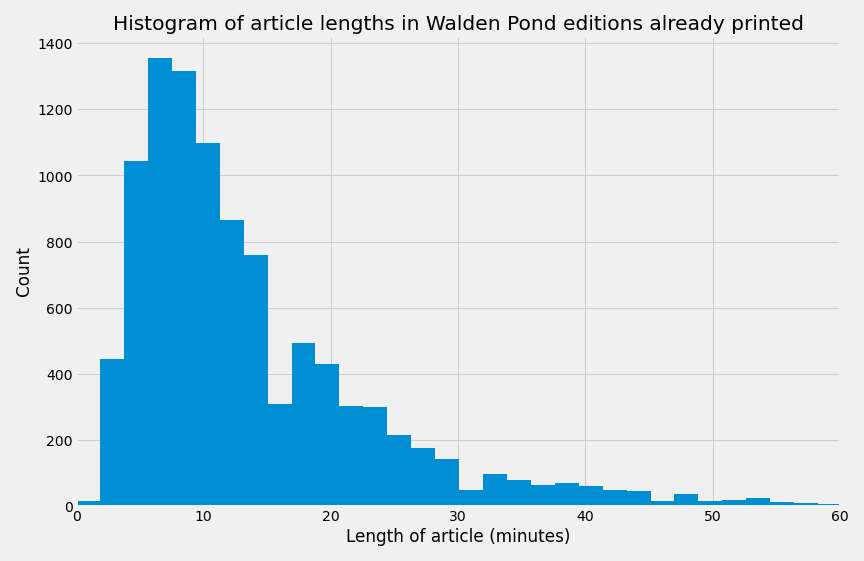 Histogram of article lengths in Walden Pond editions already printed
1400
1200
1000
800
600
400
200
0
Count
0 10 20 30 40 50 60
Length of article (minutes)